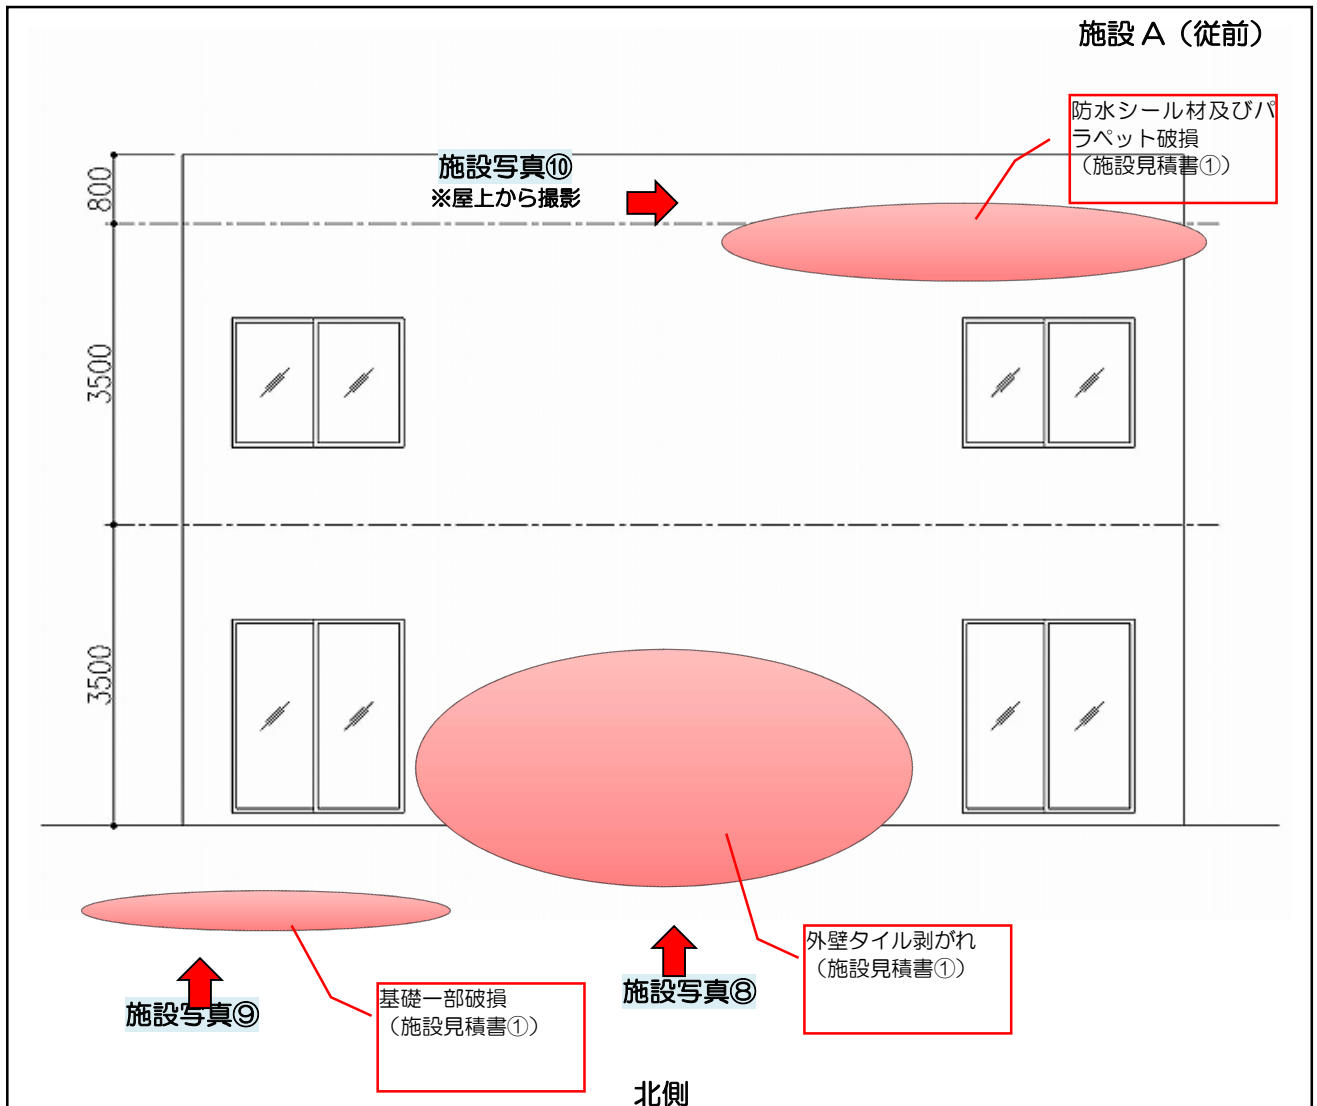 施設A(従前)
防水シール材及びパ
ラペット破損
(施設見積書①)
施設写真⑩
※屋上から撮影
800
3500
3500
外壁タイル剥がれ
(施設見積書①)
施設写真⑧
基礎一部破損
(施設見積書①)
施設写真⑨
北側